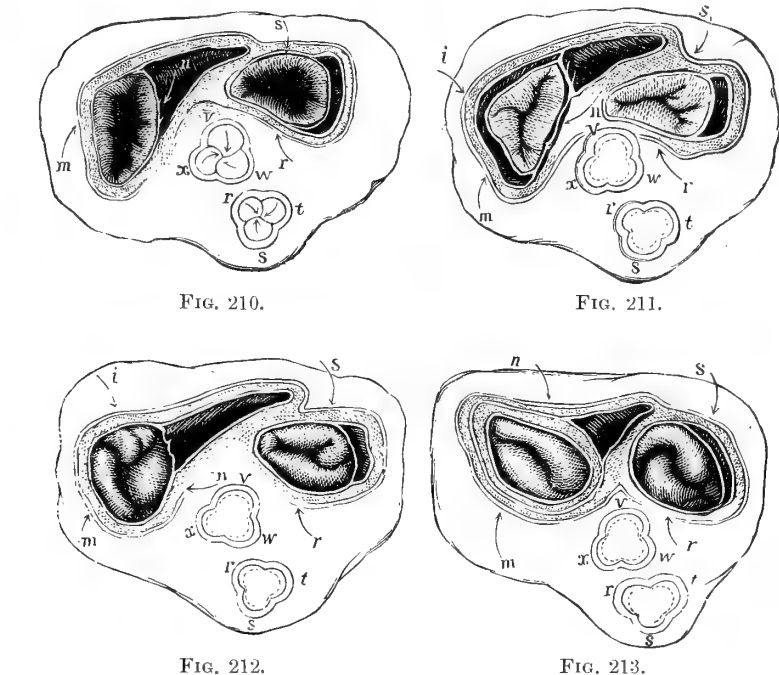 s
u
v
m
x
w
r
r
t
s
FIG. 210.
s
i
n
v
x
w
r
m
r
t
s
FIG. 211.
i
s
n
v
m
x
w
r
r
t
s
FIG. 212.
n
s
v
x
w
r
m
r
t
s
FIG. 213.